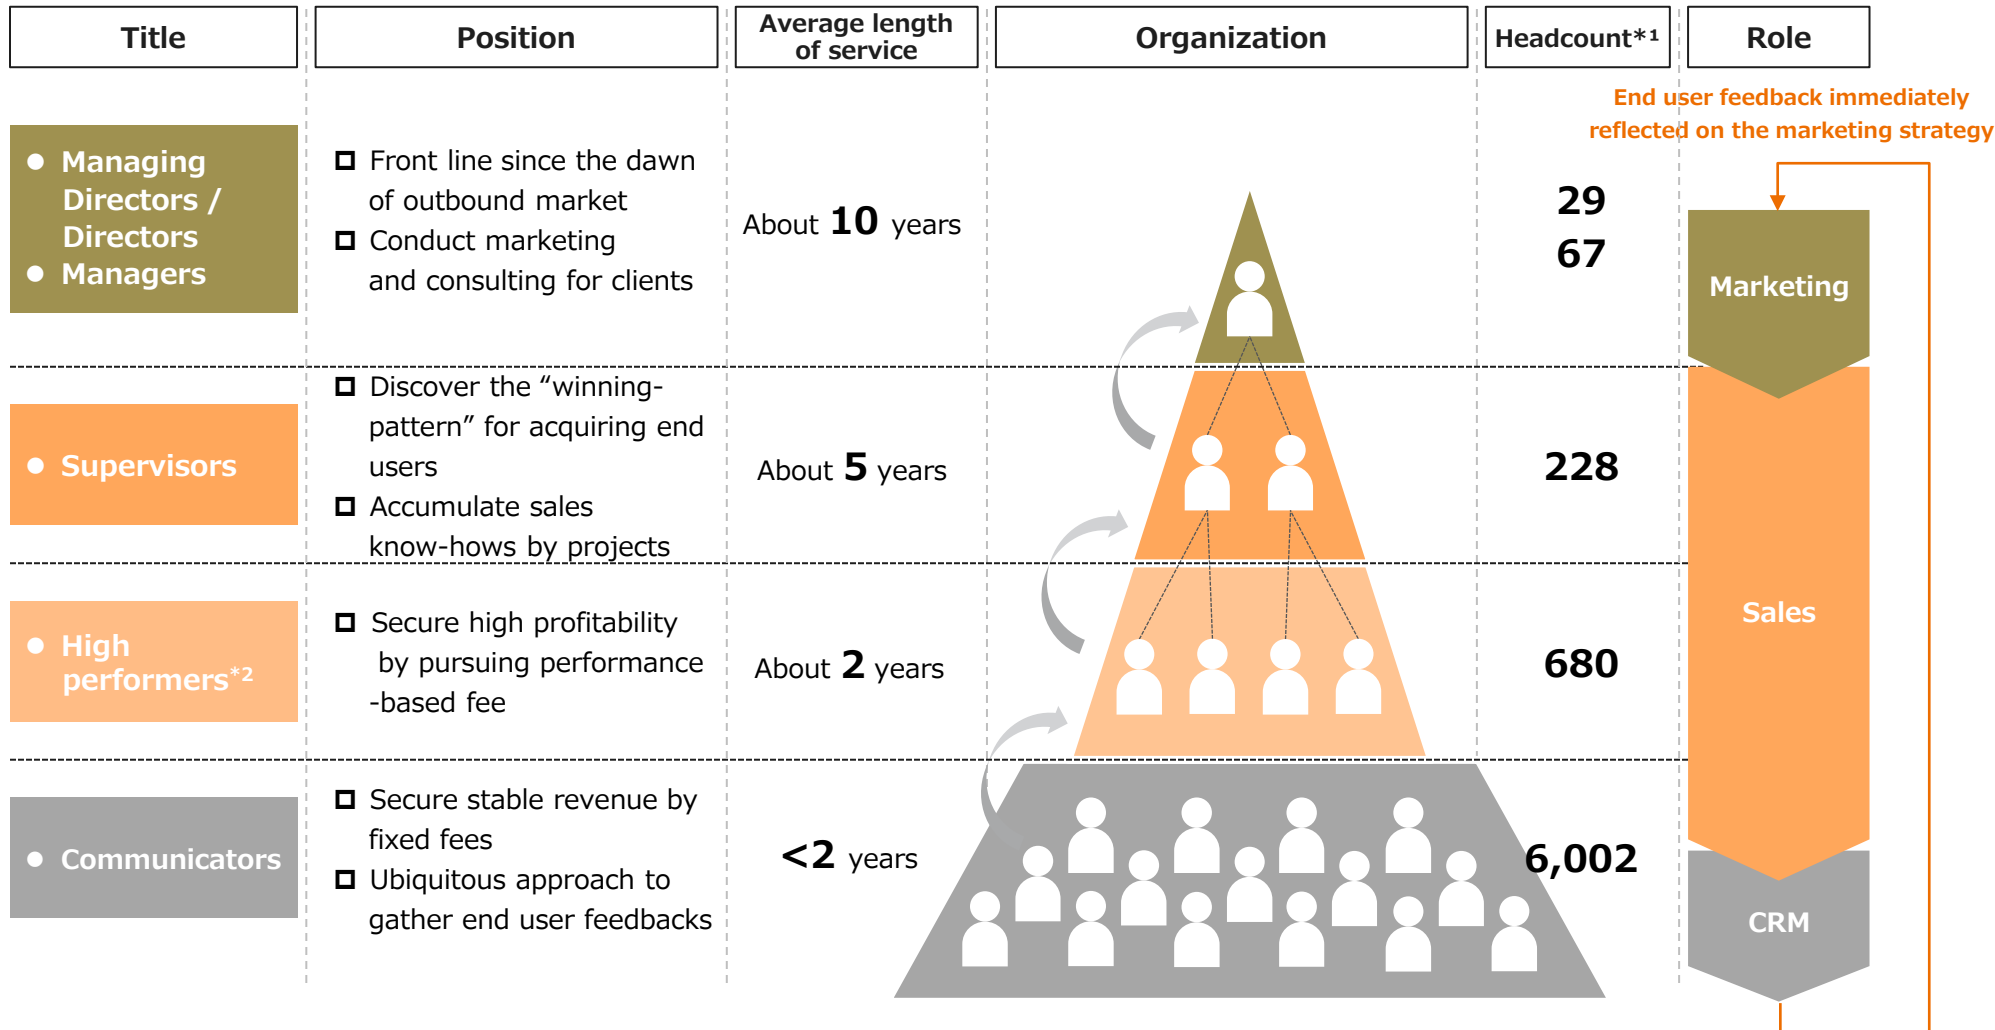 Title
Position
Average length
of service
Organization
Headcount*1
Role
End user feedback immediately
reflected on the marketing strategy
● Managing
Directors /
Directors
● Managers
Front line since the dawn
of outbound market
Conduct marketing
and consulting for clients
About 10 years
29
67
Marketing
● Supervisors
Discover the “winning-
pattern” for acquiring end
users
Accumulate sales
know-hows by projects
About 5 years
228
Sales
● High
performers*2
Secure high profitability
by pursuing performance
-based fee
About 2 years
680
● Communicators
Secure stable revenue by
fixed fees
Ubiquitous approach to
gather end user feedbacks
<2 years
6,002
CRM